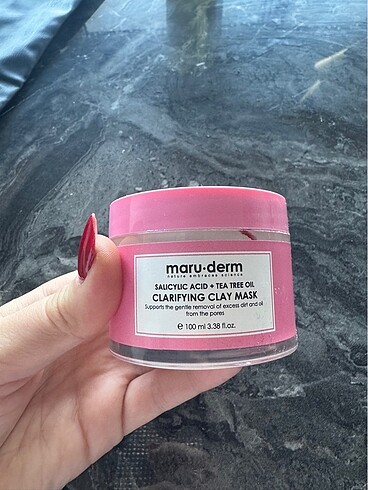 maru·derm
nature embraces science
SALICYLIC ACID + TEA TREE OIL
CLARIFYING CLAY MASK
Supports the gentle removal of excess dirt and oil
from the pores
℮ 100 ml 3.38 fl.oz.